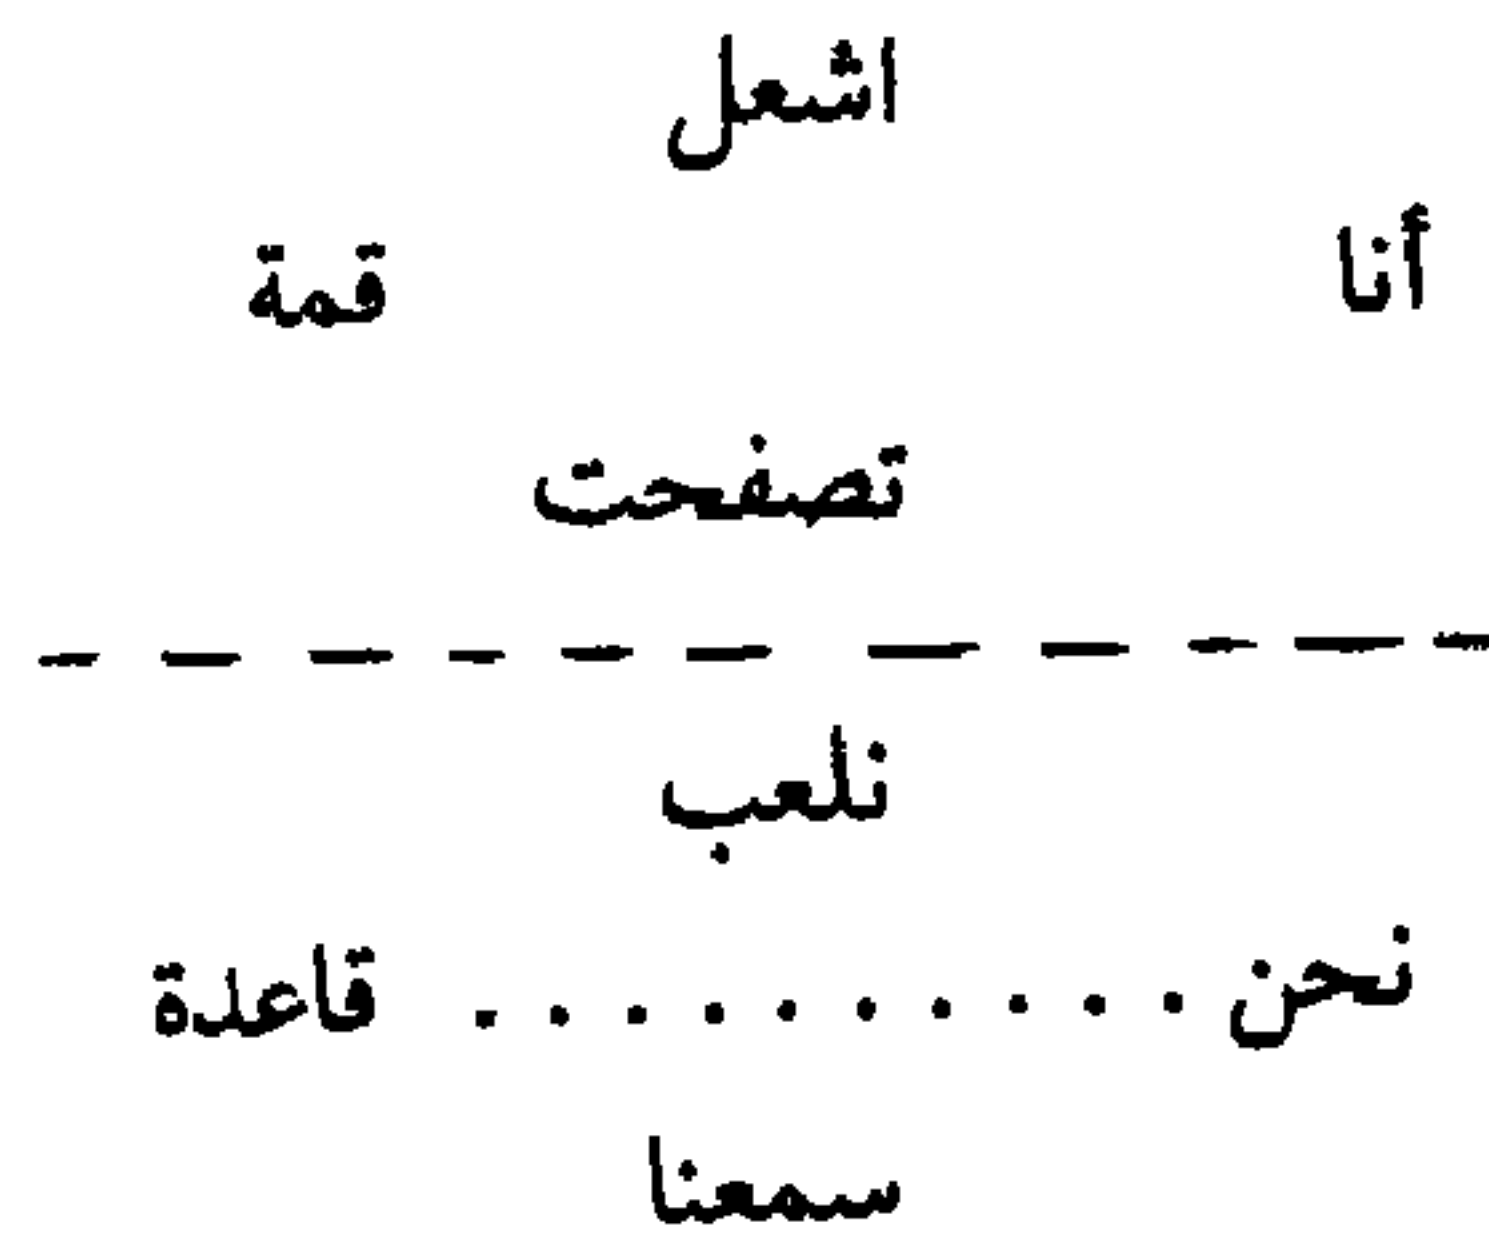 اشعل
أنا قمة
تصفحت
نلعب
نحن . . . . . . . . . . قاعدة
سمعنا